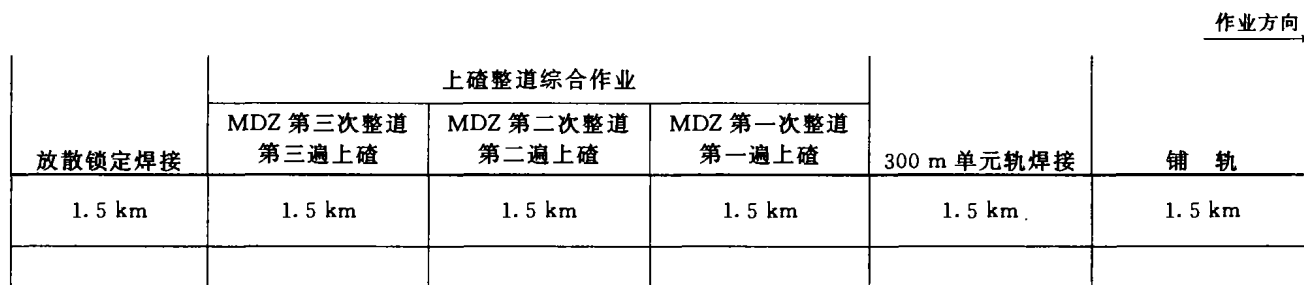 作业方向
上碴整道综合作业
MDZ 第三次整道
第三遍上碴
MDZ 第二次整道
第二遍上碴
MDZ 第一次整道
第一遍上碴
放散锁定焊接
300 m 单元轨焊接
铺 轨
1.5 km
1.5 km
1.5 km
1.5 km
1.5 km
1.5 km